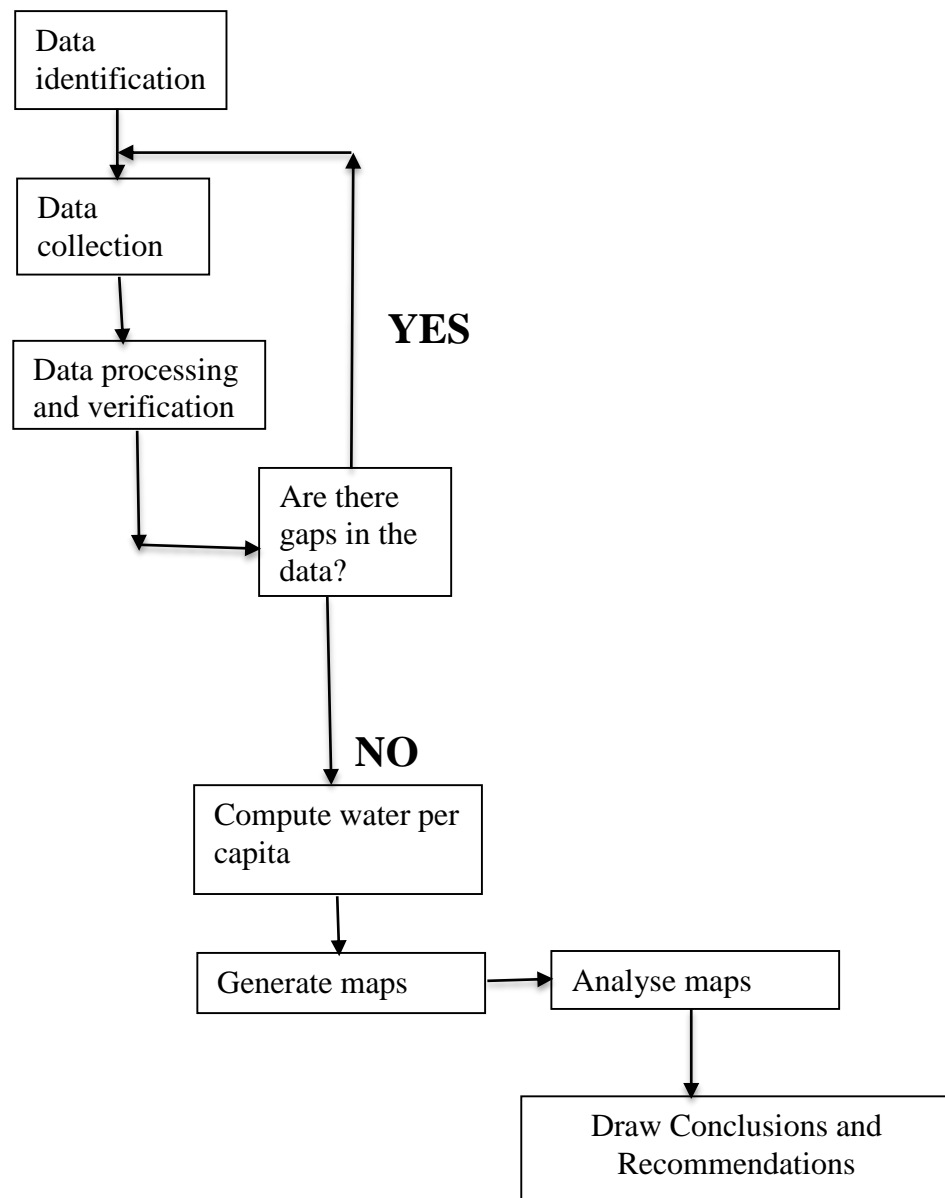 Data
identification
Data
collection
YES
Data processing
and verification
Are there
gaps in the
data?
NO
Compute water per
capita
Generate maps
Analyse maps
Draw Conclusions and
Recommendations